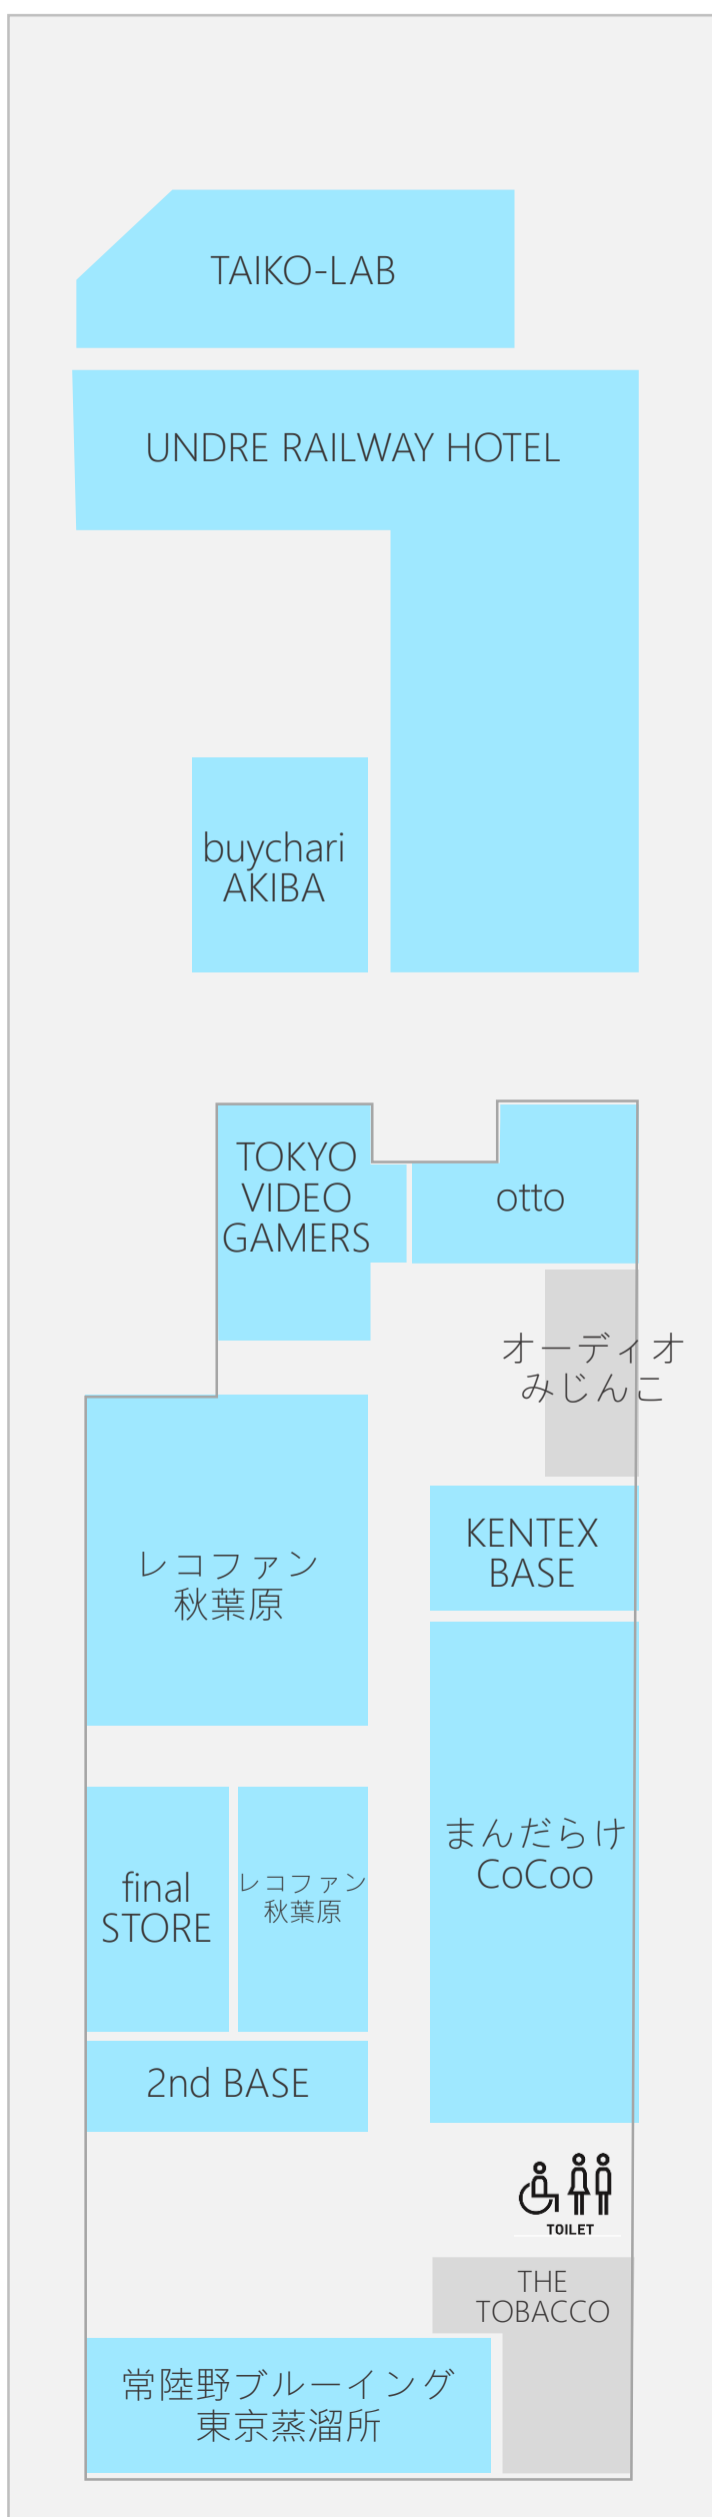 TAIKO-LAB
UNDRE RAILWAY HOTEL
buychari
AKIBA
TOKYO
VIDEO
GAMERS
otto
オーディオ
みじんこ
KENTEX
BASE
レコファン
秋葉原
まんだらけ
CoCoo
final
STORE
レコファン
秋葉原
2nd BASE
TOILET
THE
TOBACCO
常陸野ブルーイング
東京蒸溜所